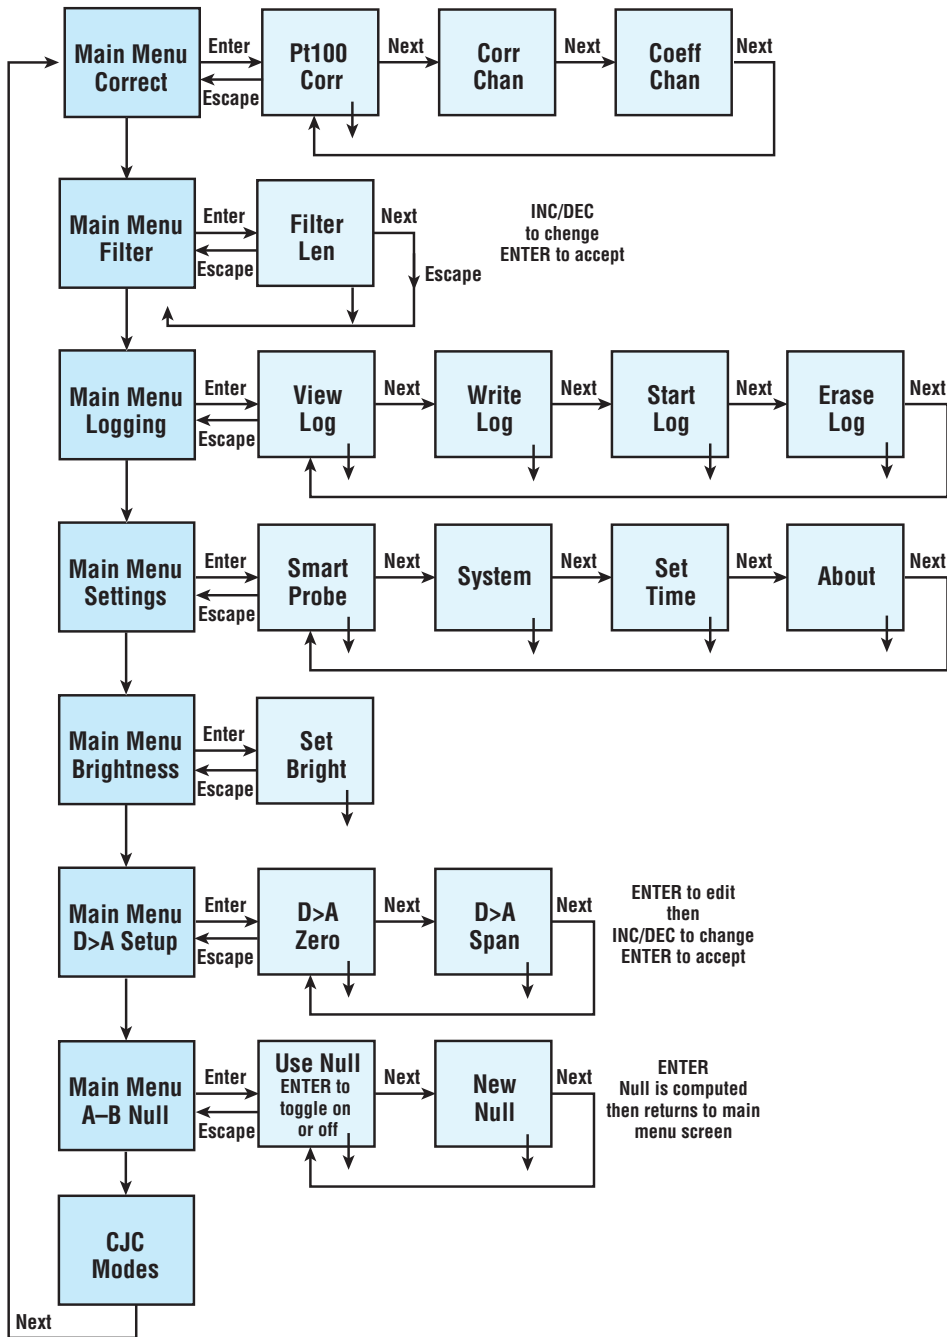 Main Menu
Correct
Enter
Escape
Pt100
Corr
Next
Corr
Chan
Next
Coeff
Chan
Next
Main Menu
Filter
Enter
Escape
Filter
Len
Next
Escape
INC/DEC
to chenge
ENTER to accept
Main Menu
Logging
Enter
Escape
View
Log
Next
Write
Log
Next
Start
Log
Next
Erase
Log
Next
Main Menu
Settings
Enter
Escape
Smart
Probe
Next
System
Next
Set
Time
Next
About
Next
Main Menu
Brightness
Enter
Escape
Set
Bright
Main Menu
D>A Setup
Enter
Escape
D>A
Zero
Next
D>A
Span
Next
ENTER to edit
then
INC/DEC to change
ENTER to accept
Main Menu
A–B Null
Enter
Escape
Use Null
ENTER to
toggle on
or off
Next
New
Null
Next
ENTER
Null is computed
then returns to main
menu screen
CJC
Modes
Next